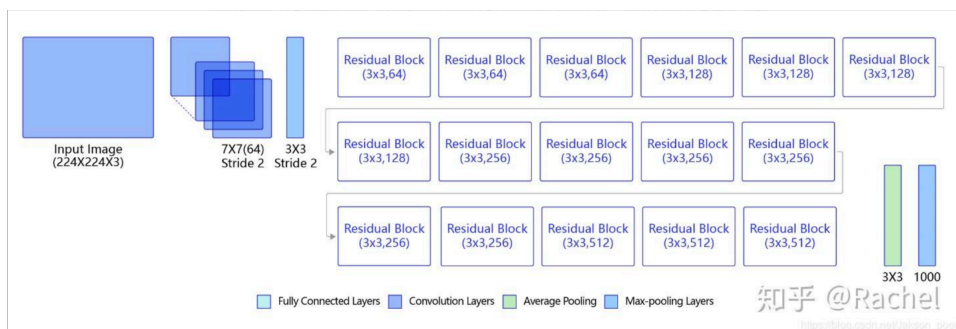 Input Image
(224X224X3)
7X7(64)
Stride 2
3X3
Stride 2
Residual Block
(3x3,64)
Residual Block
(3x3,64)
Residual Block
(3x3,64)
Residual Block
(3x3,128)
Residual Block
(3x3,128)
Residual Block
(3x3,128)
Residual Block
(3x3,128)
Residual Block
(3x3,256)
Residual Block
(3x3,256)
Residual Block
(3x3,256)
Residual Block
(3x3,256)
Residual Block
(3x3,256)
Residual Block
(3x3,256)
Residual Block
(3x3,512)
Residual Block
(3x3,512)
Residual Block
(3x3,512)
3X3
1000
Fully Connected Layers
Convolution Layers
Average Pooling
Max-pooling Layers
知乎 @Rachel